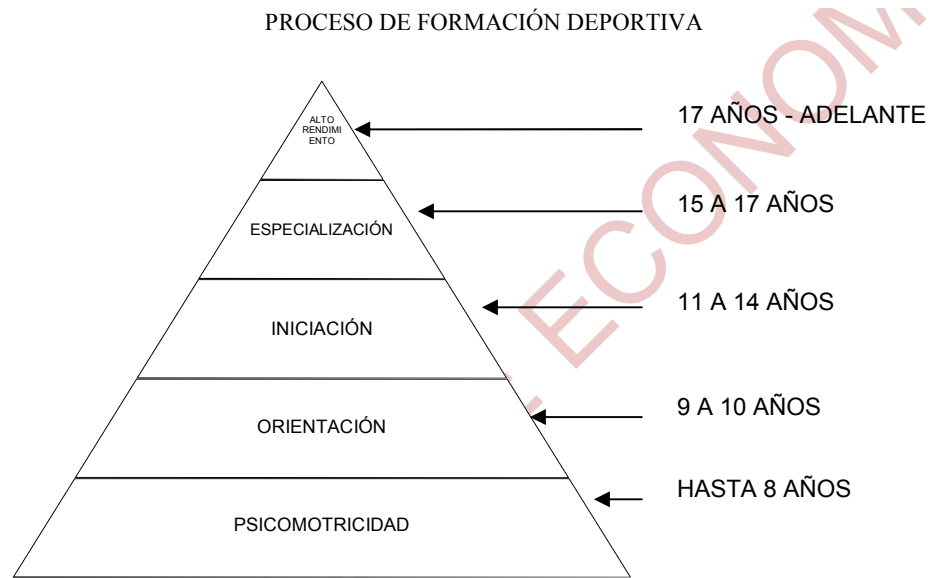 PROCESO DE FORMACIÓN DEPORTIVA
ALTO
RENDIMI
ENTO
17 AÑOS - ADELANTE
ESPECIALIZACIÓN
15 A 17 AÑOS
INICIACIÓN
11 A 14 AÑOS
ORIENTACIÓN
9 A 10 AÑOS
PSICOMOTRICIDAD
HASTA 8 AÑOS
ECONOM